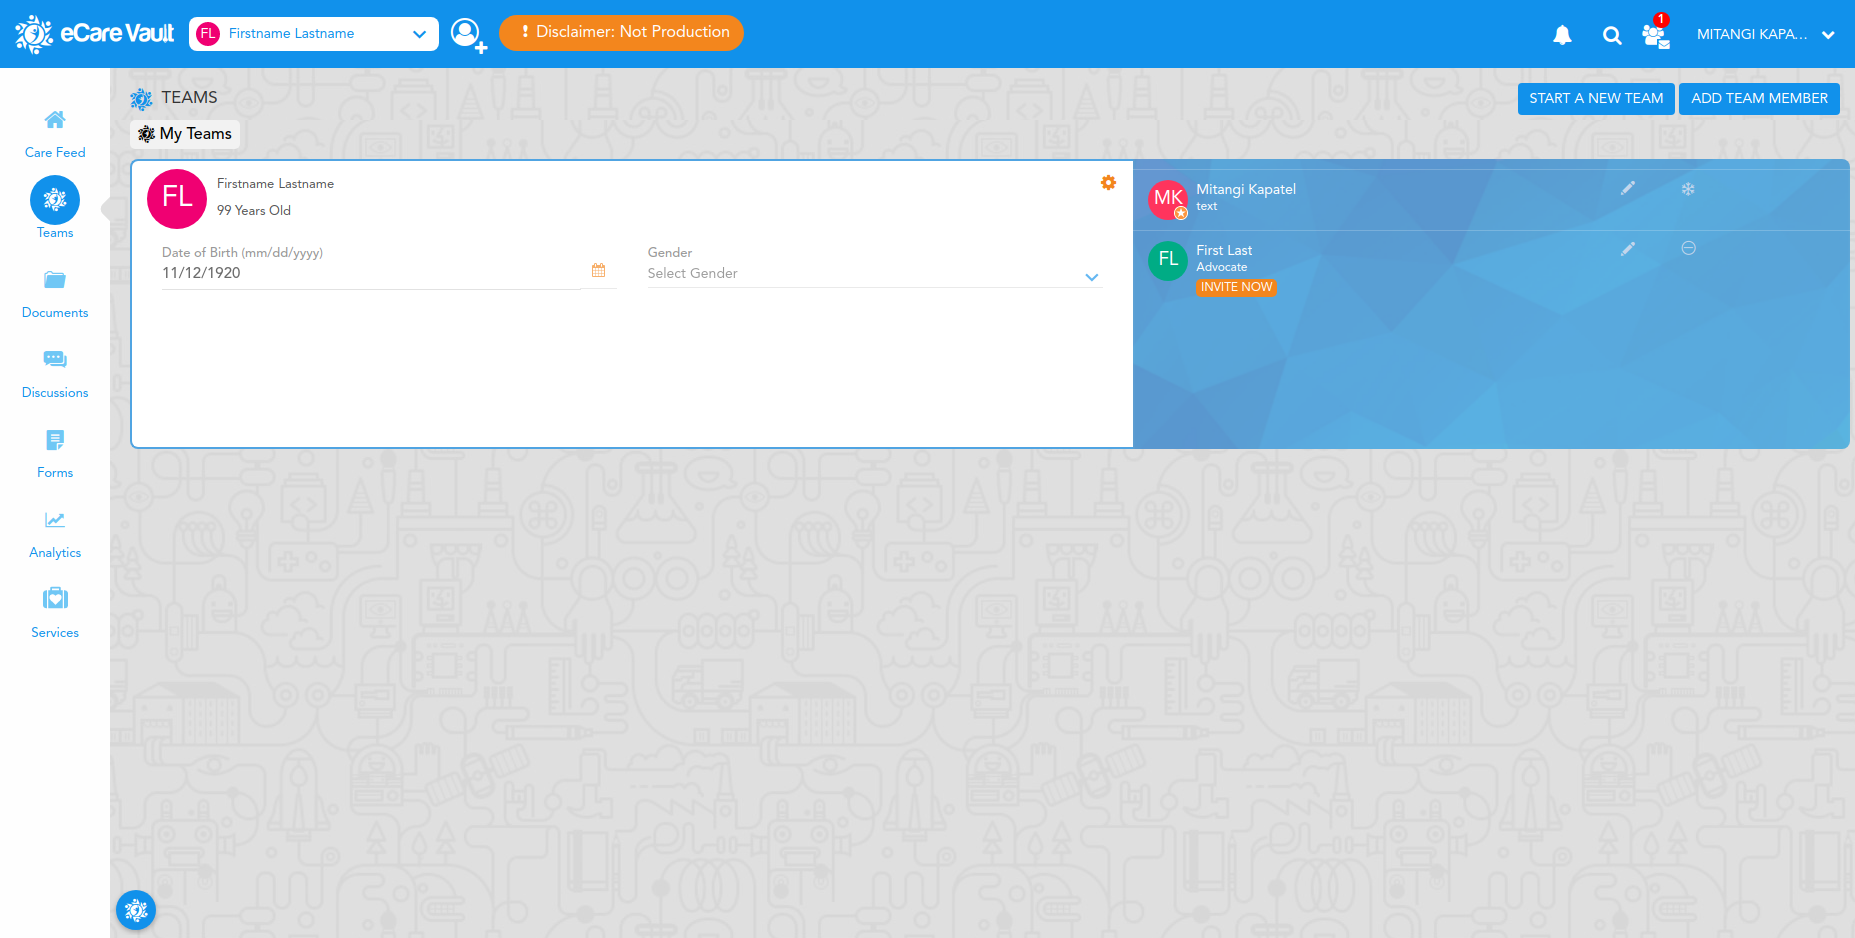 eCare Vault
FL Firstname Lastname
! Disclaimer: Not Production
1
MITANGI KAPA...
TEAMS
START A NEW TEAM
ADD TEAM MEMBER
My Teams
Care Feed
Teams
Documents
Discussions
Forms
Analytics
Services
FL
Firstname Lastname
99 Years Old
Date of Birth (mm/dd/yyyy)
11/12/1920
Gender
Select Gender
MK
Mitangi Kapatel
text
FL
First Last
Advocate
INVITE NOW